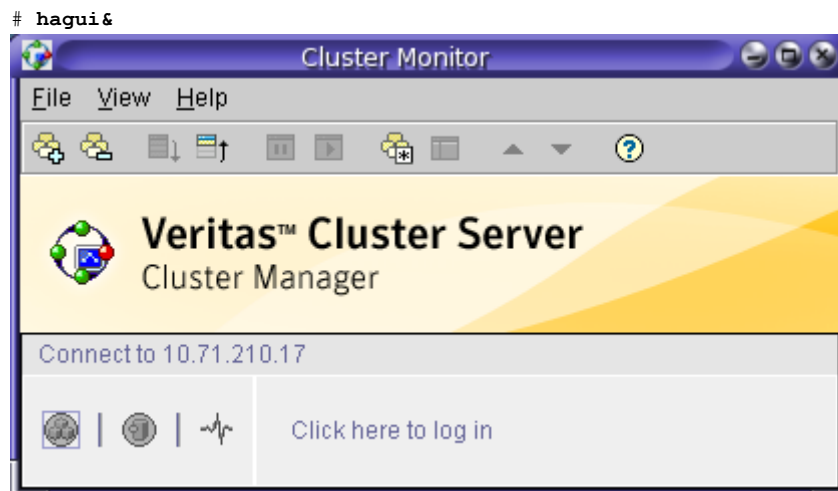 # hagui&
Cluster Monitor
File View Help
Veritas™ Cluster Server
Cluster Manager
Connect to 10.71.210.17
Click here to log in